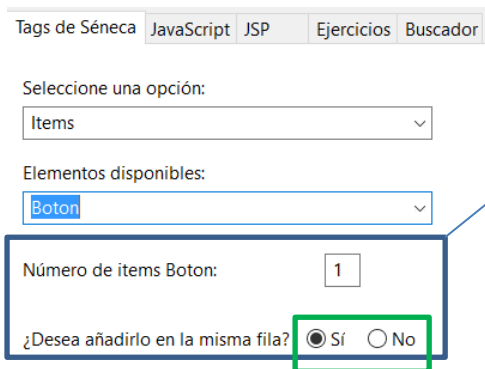 Tags de Séneca JavaScript JSP Ejercicios Buscador
Seleccione una opción:
Items
Elementos disponibles:
Boton
Número de items Boton: 1
¿Desea añadirlo en la misma fila? Sí No